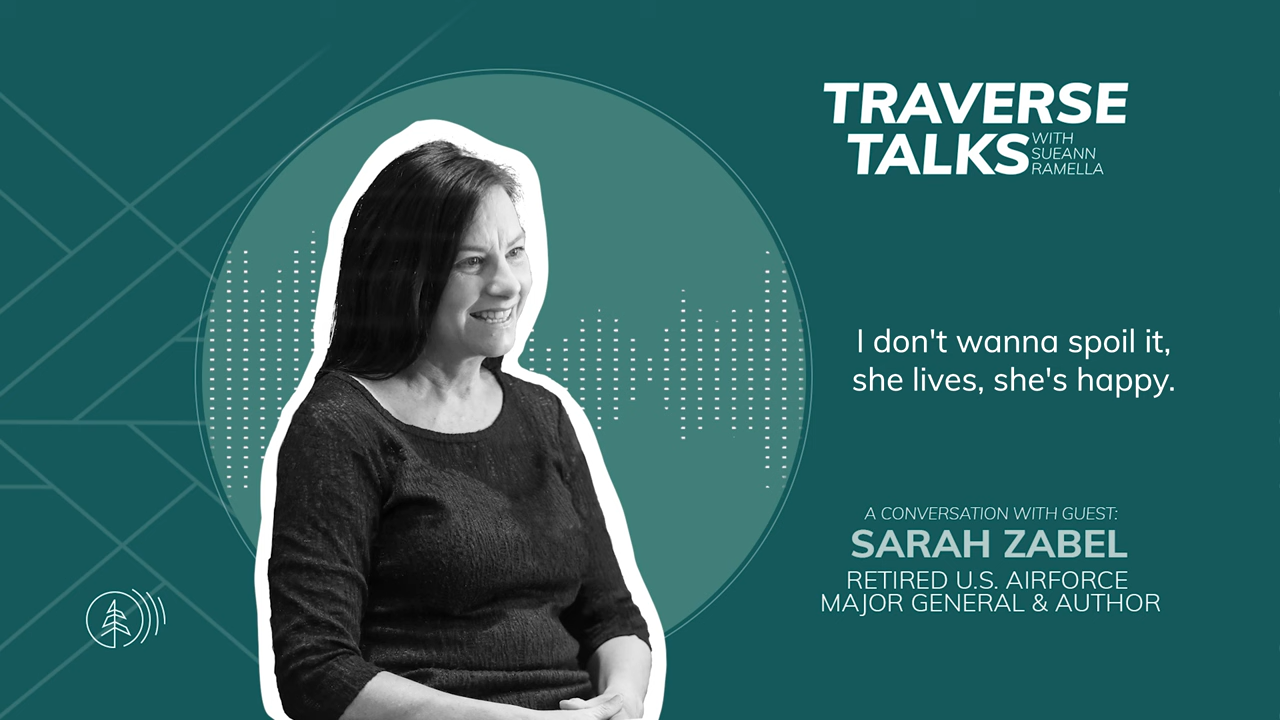 TRAVERSE
TALKS WITH
SUEANN
RAMELLA
I don't wanna spoil it,
she lives, she's happy.
A CONVERSATION WITH GUEST:
SARAH ZABEL
RETIRED U.S. AIRFORCE
MAJOR GENERAL & AUTHOR